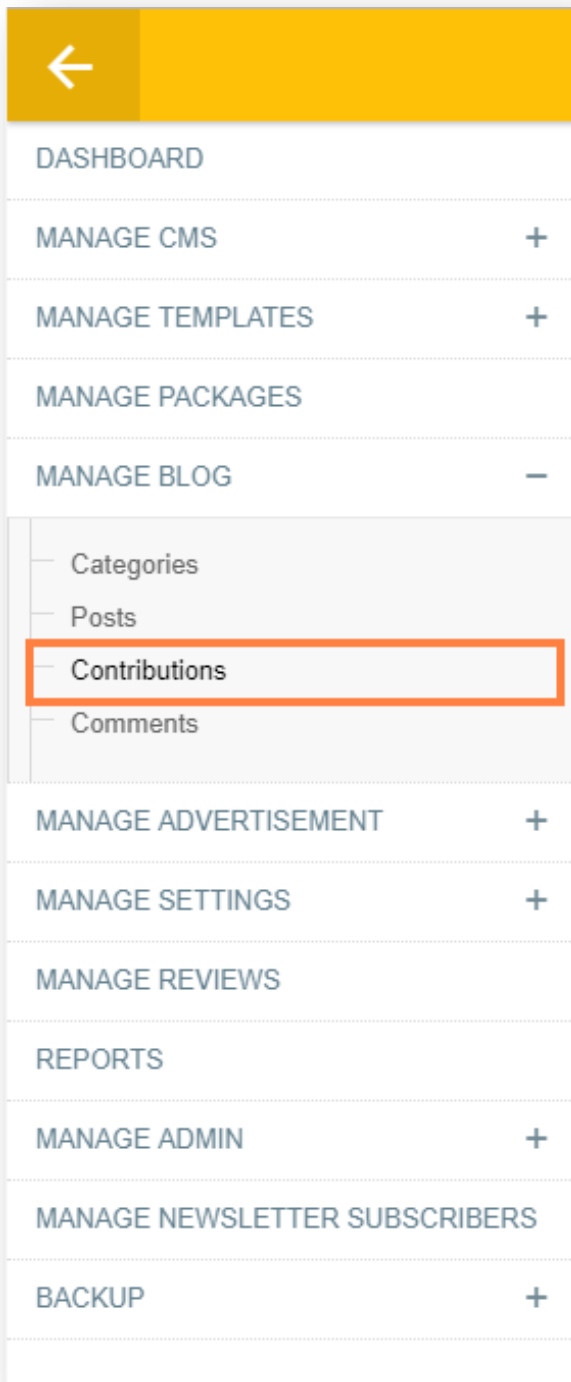 DASHBOARD
MANAGE CMS +
MANAGE TEMPLATES +
MANAGE PACKAGES
MANAGE BLOG −
Categories
Posts
Contributions
Comments
MANAGE ADVERTISEMENT +
MANAGE SETTINGS +
MANAGE REVIEWS
REPORTS
MANAGE ADMIN +
MANAGE NEWSLETTER SUBSCRIBERS
BACKUP +